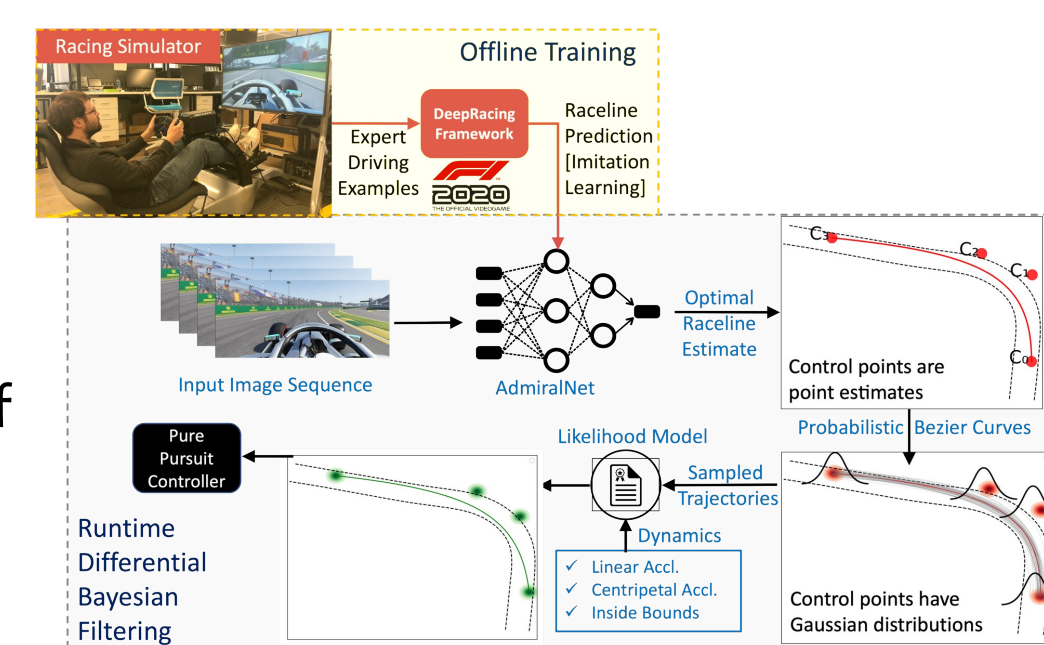 Racing Simulator
Offline Training
Expert
Driving
Examples
DeepRacing
Framework
F1
2020
THE OFFICIAL VIDEOGAME
Raceline
Prediction
[Imitation
Learning]
Input Image Sequence
AdmiralNet
Optimal
Raceline
Estimate
C₃
C₂
C₁
C₀
Control points are
point estimates
Probabilistic Bezier Curves
f
Pure
Pursuit
Controller
Likelihood Model
Sampled
Trajectories
Dynamics
✓ Linear Accl.
✓ Centripetal Accl.
✓ Inside Bounds
Control points have
Gaussian distributions
Runtime
Differential
Bayesian
Filtering